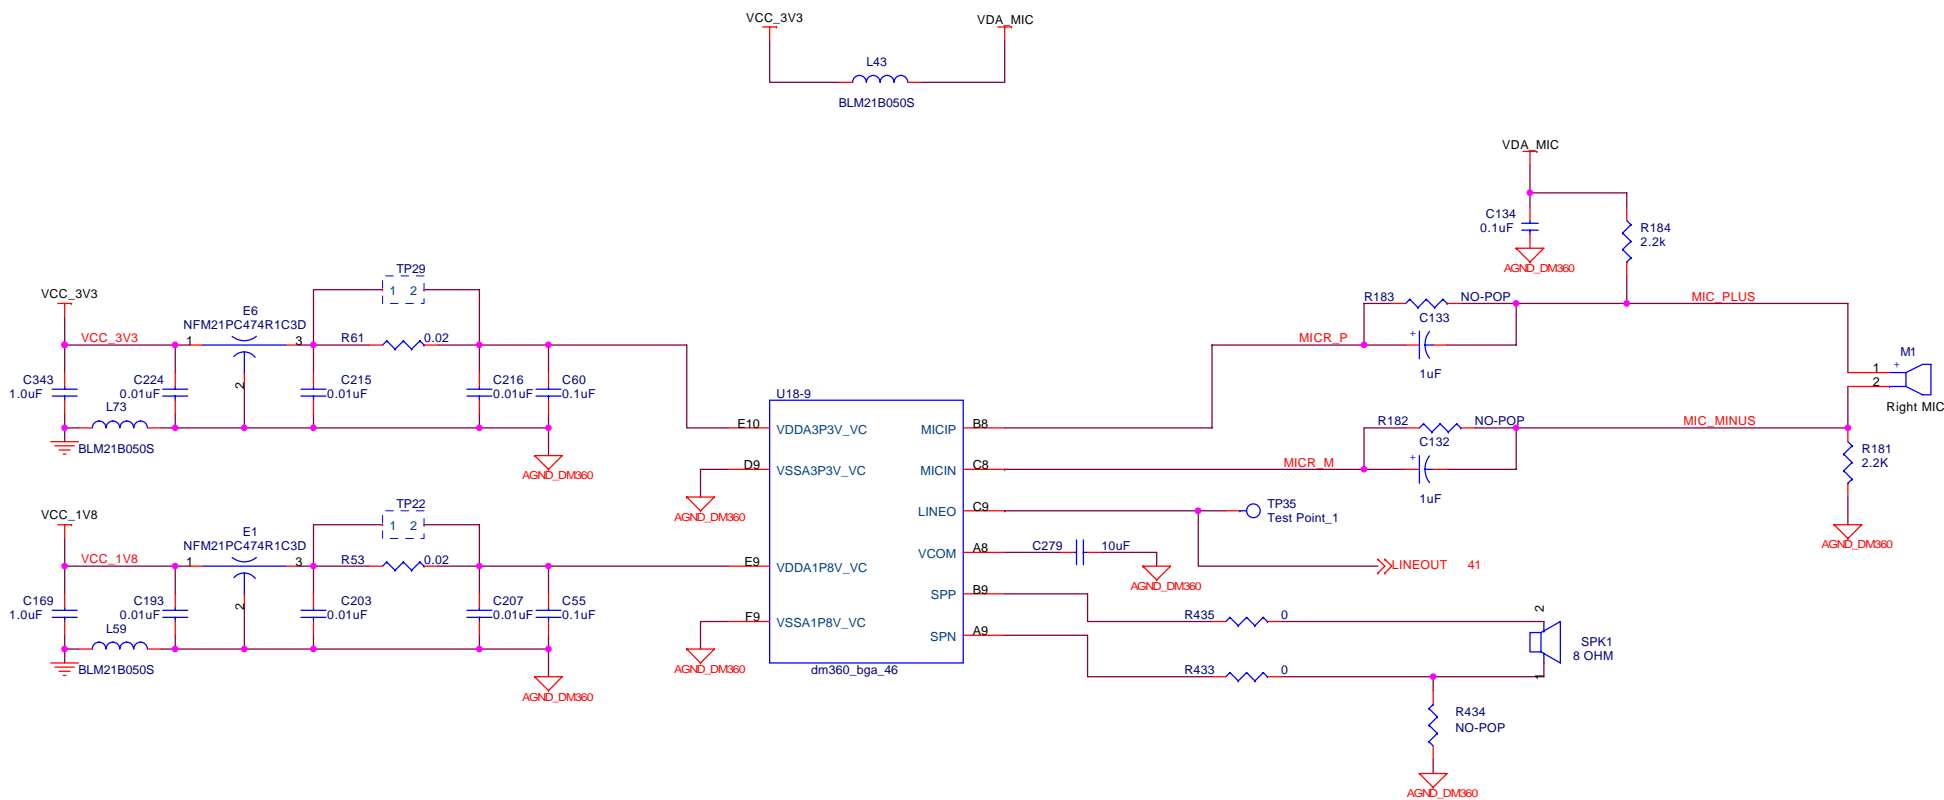 VCC_3V3
VDA_MIC
L43
BLM21B050S
VDA_MIC
C134
0.1uF
R184
2.2k
AGND_DM360
TP29
1 2
VCC_3V3
E6
NFM21PC474R1C3D
VCC_3V3
1
3
2
R61
0.02
C343
1.0uF
C224
0.01uF
C215
0.01uF
C216
0.01uF
C60
0.1uF
L73
BLM21B050S
AGND_DM360
R183
NO-POP
MIC_PLUS
C133
+
MICR_P
1uF
M1
+
1
2
Right MIC
R182
NO-POP
MIC_MINUS
C132
+
MICR_M
1uF
R181
2.2K
AGND_DM360
U18-9
E10
VDDA3P3V_VC
MICIP
B8
D9
VSSA3P3V_VC
MICIN
C8
AGND_DM360
LINEO
C9
TP35
Test Point_1
VCOM
A8
C279
10uF
AGND_DM360
LINEOUT
41
E9
VDDA1P8V_VC
SPP
B9
F9
VSSA1P8V_VC
SPN
A9
AGND_DM360
dm360_bga_46
TP22
1 2
VCC_1V8
E1
NFM21PC474R1C3D
VCC_1V8
1
3
2
R53
0.02
C169
1.0uF
C193
0.01uF
C203
0.01uF
C207
0.01uF
C55
0.1uF
L59
BLM21B050S
AGND_DM360
R435
0
2
SPK1
8 OHM
1
R433
0
R434
NO-POP
AGND_DM360